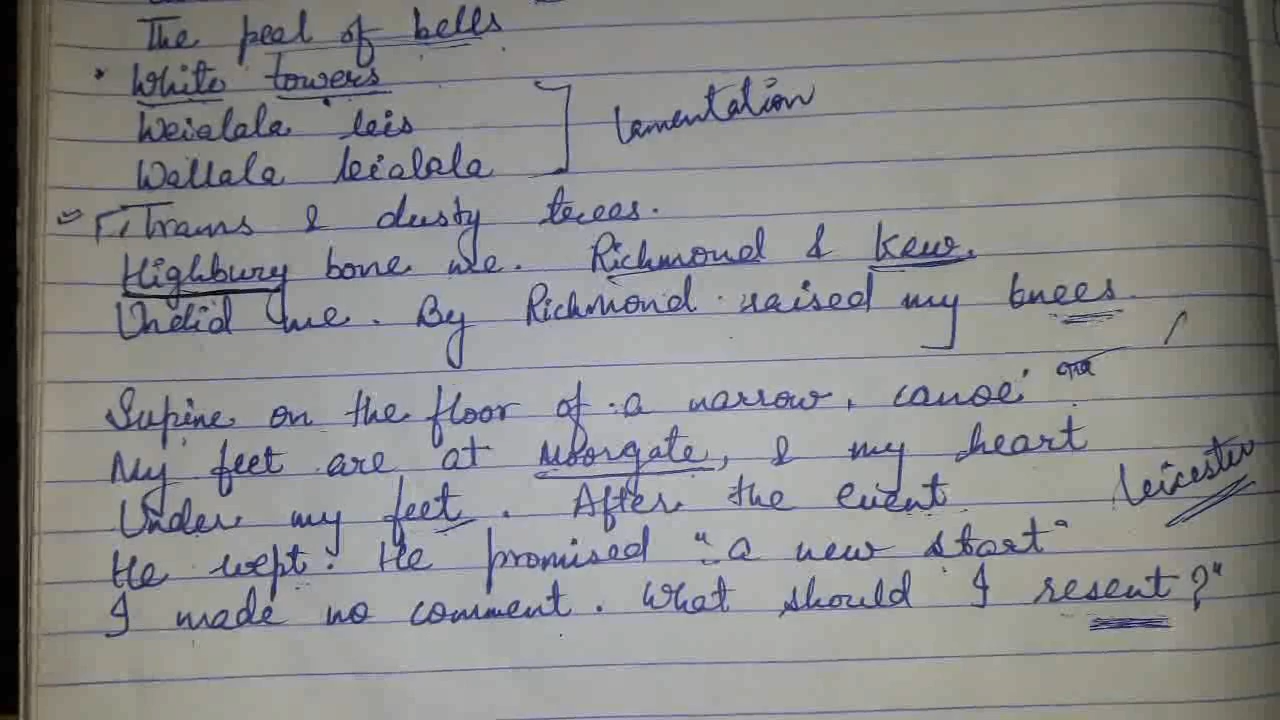 The peal of bells
* White towers
Weialala leia
Wallala leialala
lamentation
" Trams & dusty trees.
Highbury bore me. Richmond & Kew.
Undid me. By Richmond raised my knees
Supine on the floor of a narrow, canoe
My feet are at Moorgate, & my heart
Under my feet. After the event
Leicester
He wept. He promised "a new start"
I made no comment. What should I resent?"